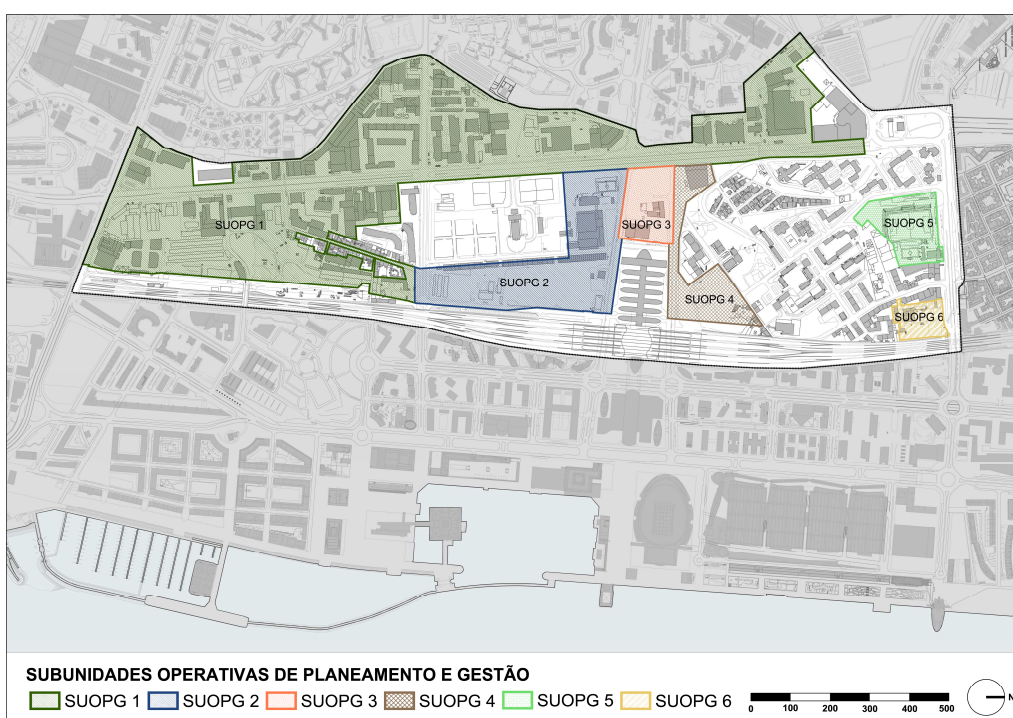 SUOPG 1
SUOPG 2
SUOPG 3
SUOPG 4
SUOPG 5
SUOPG 6
SUBUNIDADES OPERATIVAS DE PLANEAMENTO E GESTÃO
SUOPG 1 SUOPG 2 SUOPG 3 SUOPG 4 SUOPG 5 SUOPG 6
0 100 200 300 400 500
N